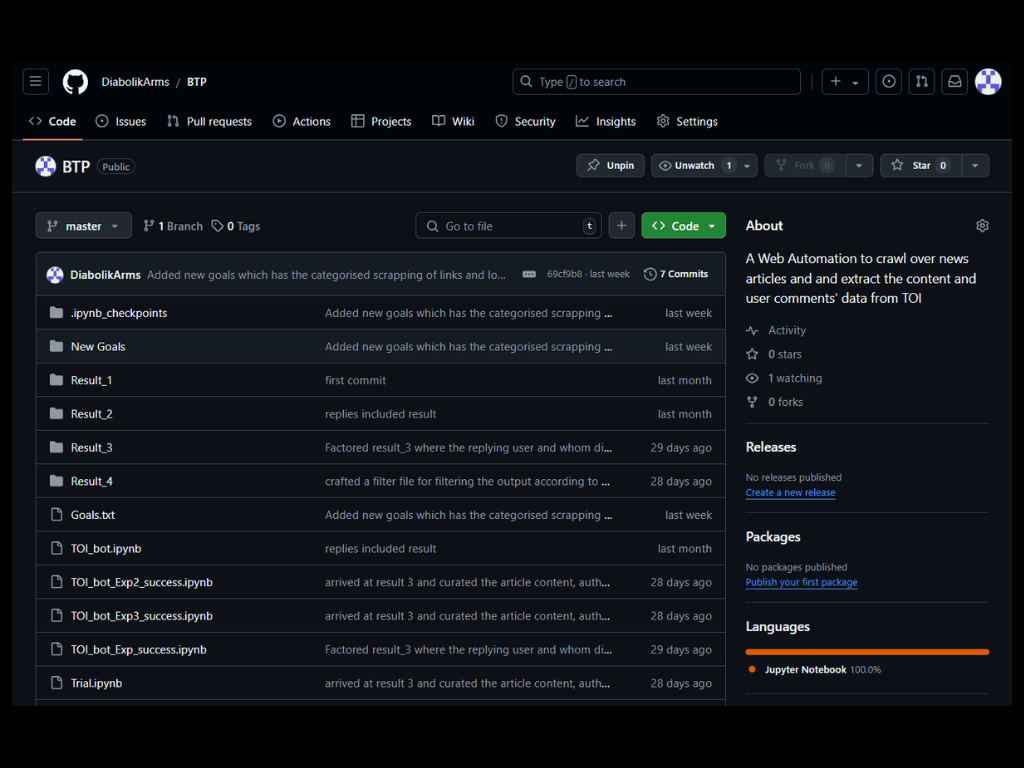 DiabolikArms / BTP
Type / to search
Code Issues Pull requests Actions Projects Wiki Security Insights Settings
BTP Public
Unpin Unwatch 1 Fork 0 Star 0
master 1 Branch 0 Tags Go to file t Code
DiabolikArms Added new goals which has the categorised scrapping of links and lo... 69cf9b8 · last week 7 Commits
.ipynb_checkpoints Added new goals which has the categorised scrapping ... last week
New Goals Added new goals which has the categorised scrapping ... last week
Result_1 first commit last month
Result_2 replies included result last month
Result_3 Factored result_3 where the replying user and whom di... 29 days ago
Result_4 crafted a filter file for filtering the output according to ... 28 days ago
Goals.txt Added new goals which has the categorised scrapping ... last week
TOI_bot.ipynb replies included result last month
TOI_bot_Exp2_success.ipynb arrived at result 3 and curated the article content, auth... 28 days ago
TOI_bot_Exp3_success.ipynb arrived at result 3 and curated the article content, auth... 28 days ago
TOI_bot_Exp_success.ipynb Factored result_3 where the replying user and whom di... 29 days ago
Trial.ipynb arrived at result 3 and curated the article content, auth... 28 days ago
About
A Web Automation to crawl over news
articles and and extract the content and
user comments' data from TOI
Activity
0 stars
1 watching
0 forks
Releases
No releases published
Create a new release
Packages
No packages published
Publish your first package
Languages
Jupyter Notebook 100.0%